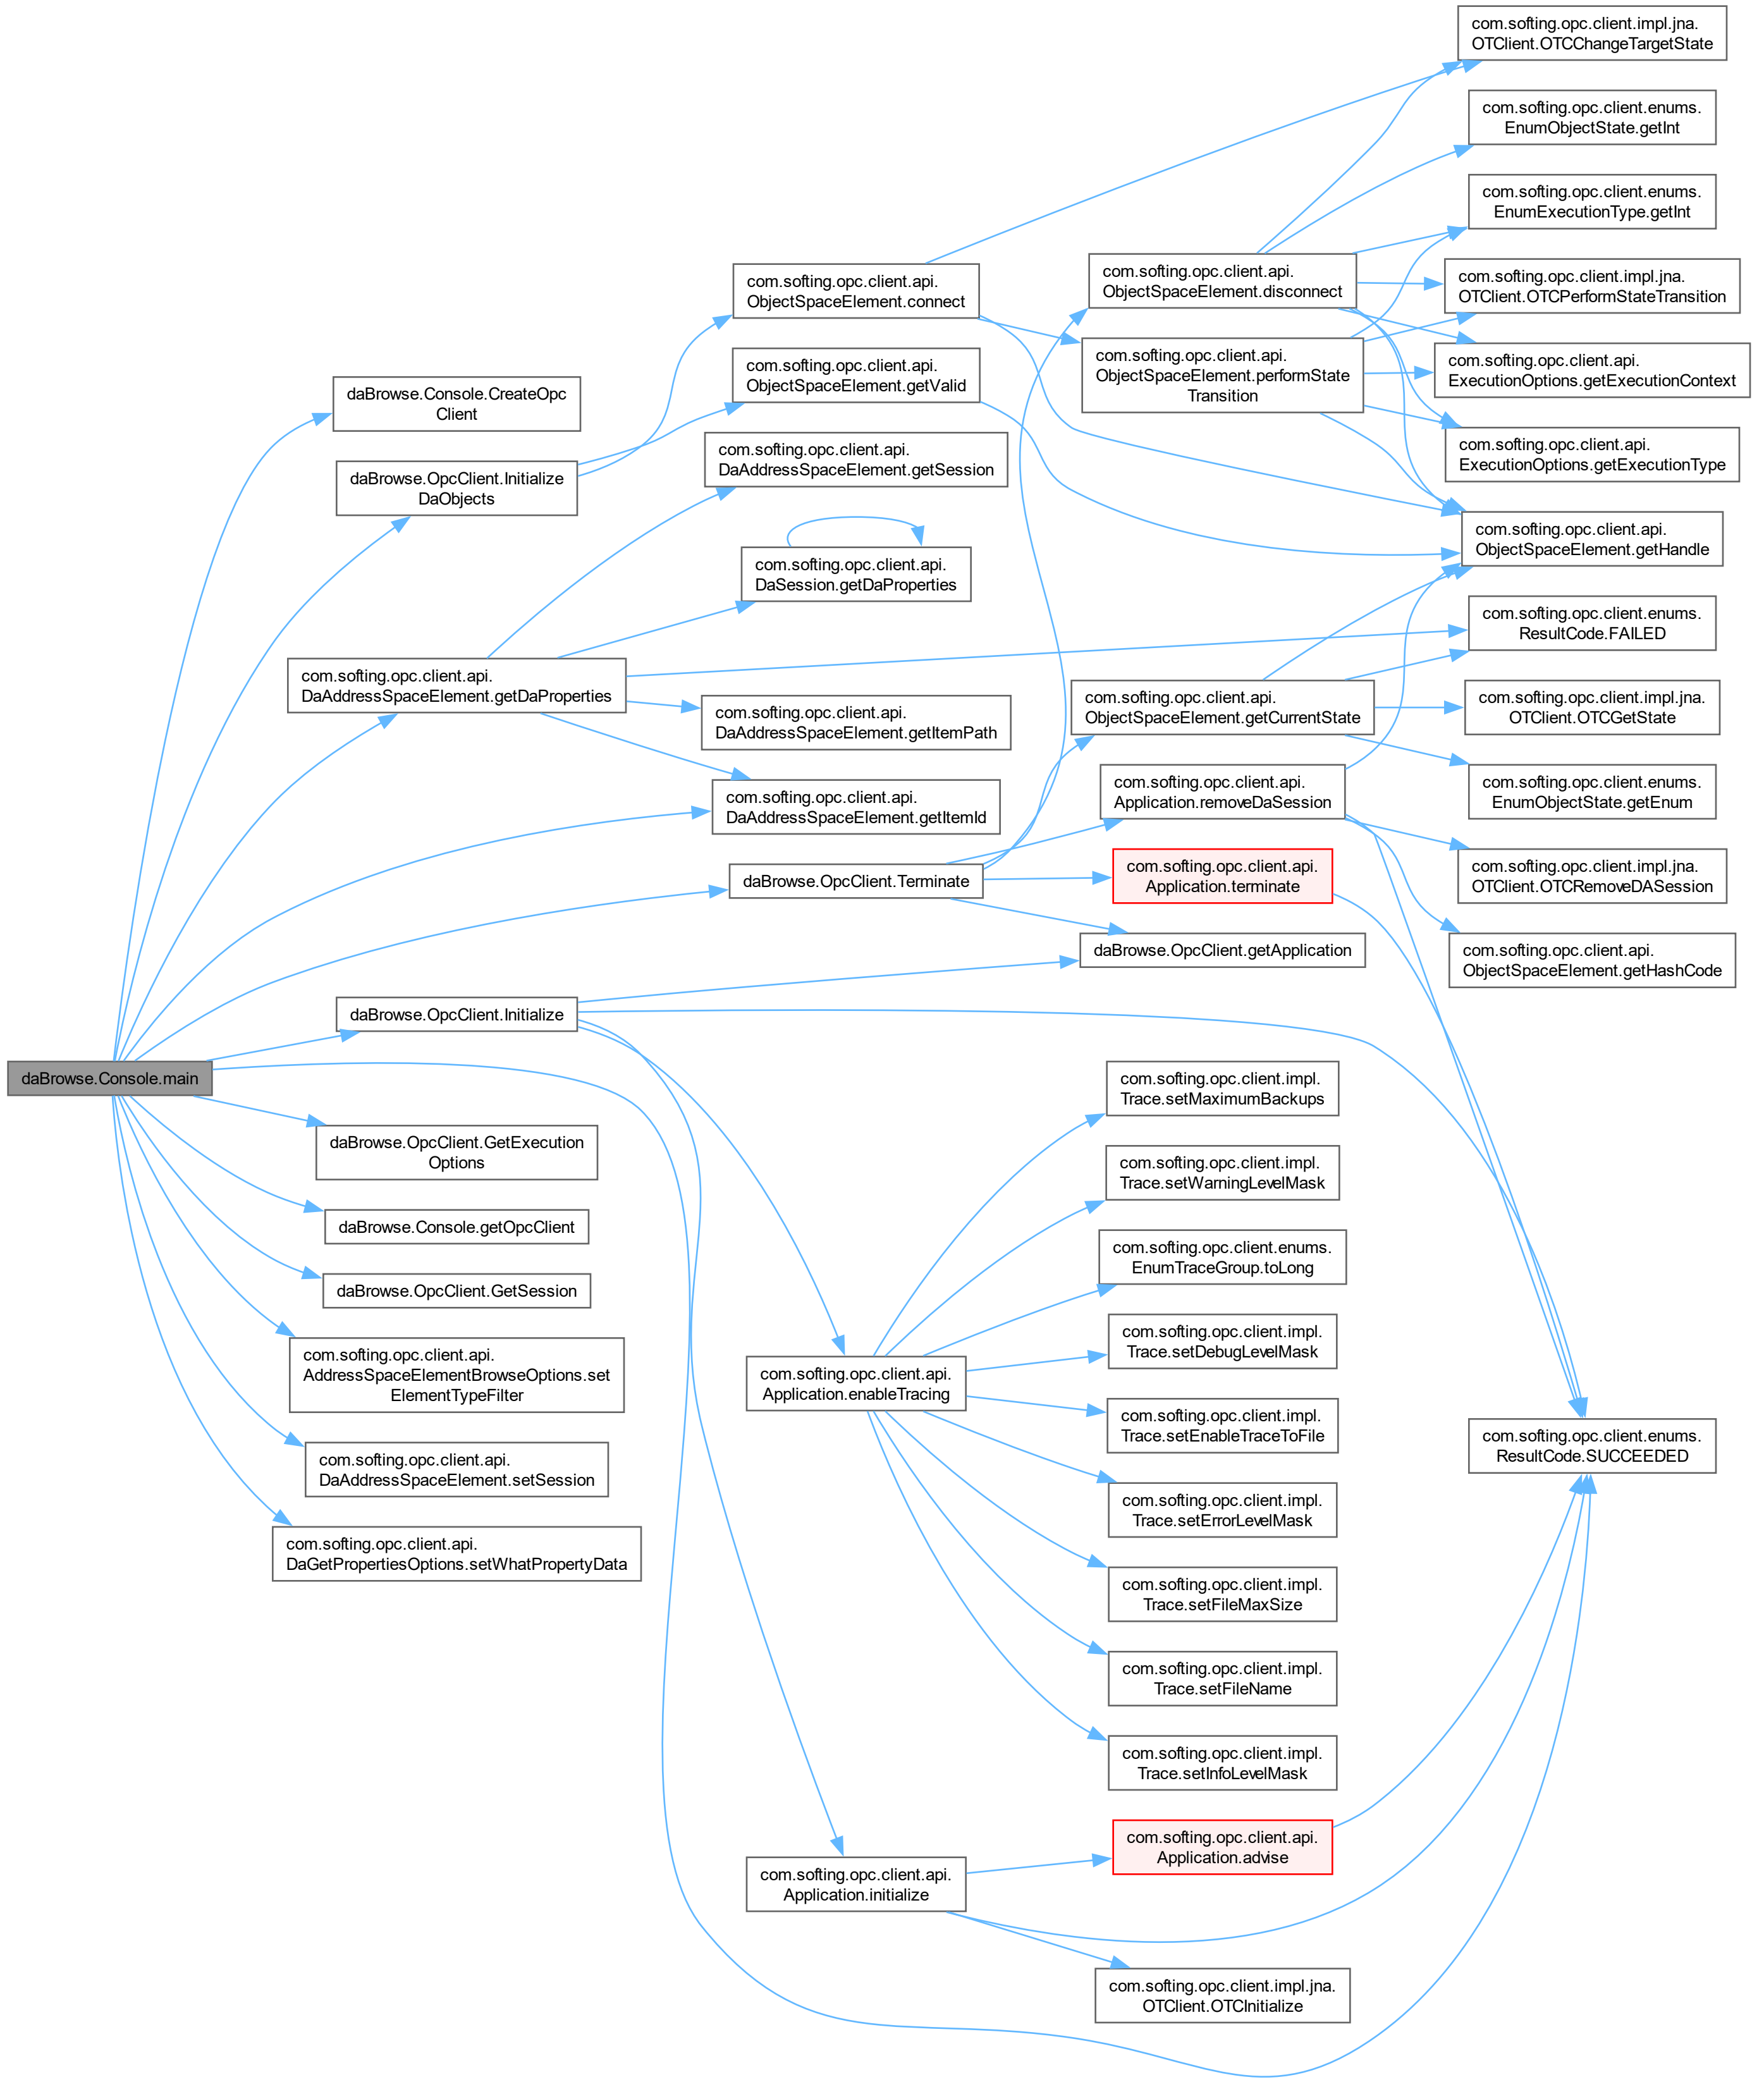 com.softing.opc.client.impl.jna.
OTClient.OTCChangeTargetState
com.softing.opc.client.enums.
EnumObjectState.getInt
com.softing.opc.client.enums.
EnumExecutionType.getInt
com.softing.opc.client.api.
ObjectSpaceElement.connect
com.softing.opc.client.api.
ObjectSpaceElement.disconnect
com.softing.opc.client.impl.jna.
OTClient.OTCPerformStateTransition
com.softing.opc.client.api.
ObjectSpaceElement.getValid
com.softing.opc.client.api.
ObjectSpaceElement.performState
Transition
com.softing.opc.client.api.
ExecutionOptions.getExecutionContext
daBrowse.Console.CreateOpc
Client
com.softing.opc.client.api.
DaAddressSpaceElement.getSession
com.softing.opc.client.api.
ExecutionOptions.getExecutionType
daBrowse.OpcClient.Initialize
DaObjects
com.softing.opc.client.api.
ObjectSpaceElement.getHandle
com.softing.opc.client.api.
DaSession.getDaProperties
com.softing.opc.client.enums.
ResultCode.FAILED
com.softing.opc.client.api.
DaAddressSpaceElement.getDaProperties
com.softing.opc.client.api.
DaAddressSpaceElement.getItemPath
com.softing.opc.client.api.
ObjectSpaceElement.getCurrentState
com.softing.opc.client.impl.jna.
OTClient.OTCGetState
com.softing.opc.client.api.
DaAddressSpaceElement.getItemId
com.softing.opc.client.api.
Application.removeDaSession
com.softing.opc.client.enums.
EnumObjectState.getEnum
daBrowse.OpcClient.Terminate
com.softing.opc.client.api.
Application.terminate
com.softing.opc.client.impl.jna.
OTClient.OTCRemoveDASession
daBrowse.OpcClient.getApplication
com.softing.opc.client.api.
ObjectSpaceElement.getHashCode
daBrowse.OpcClient.Initialize
daBrowse.Console.main
com.softing.opc.client.impl.
Trace.setMaximumBackups
daBrowse.OpcClient.GetExecution
Options
com.softing.opc.client.impl.
Trace.setWarningLevelMask
daBrowse.Console.getOpcClient
com.softing.opc.client.enums.
EnumTraceGroup.toLong
daBrowse.OpcClient.GetSession
com.softing.opc.client.impl.
Trace.setDebugLevelMask
com.softing.opc.client.api.
AddressSpaceElementBrowseOptions.set
ElementTypeFilter
com.softing.opc.client.api.
Application.enableTracing
com.softing.opc.client.impl.
Trace.setEnableTraceToFile
com.softing.opc.client.enums.
ResultCode.SUCCEEDED
com.softing.opc.client.api.
DaAddressSpaceElement.setSession
com.softing.opc.client.impl.
Trace.setErrorLevelMask
com.softing.opc.client.api.
DaGetPropertiesOptions.setWhatPropertyData
com.softing.opc.client.impl.
Trace.setFileMaxSize
com.softing.opc.client.impl.
Trace.setFileName
com.softing.opc.client.impl.
Trace.setInfoLevelMask
com.softing.opc.client.api.
Application.advise
com.softing.opc.client.api.
Application.initialize
com.softing.opc.client.impl.jna.
OTClient.OTCInitialize